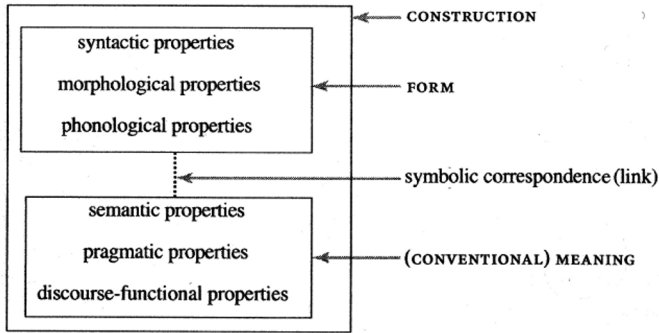 CONSTRUCTION
syntactic properties
morphological properties
FORM
phonological properties
symbolic correspondence (link)
semantic properties
pragmatic properties
(CONVENTIONAL) MEANING
discourse-functional properties